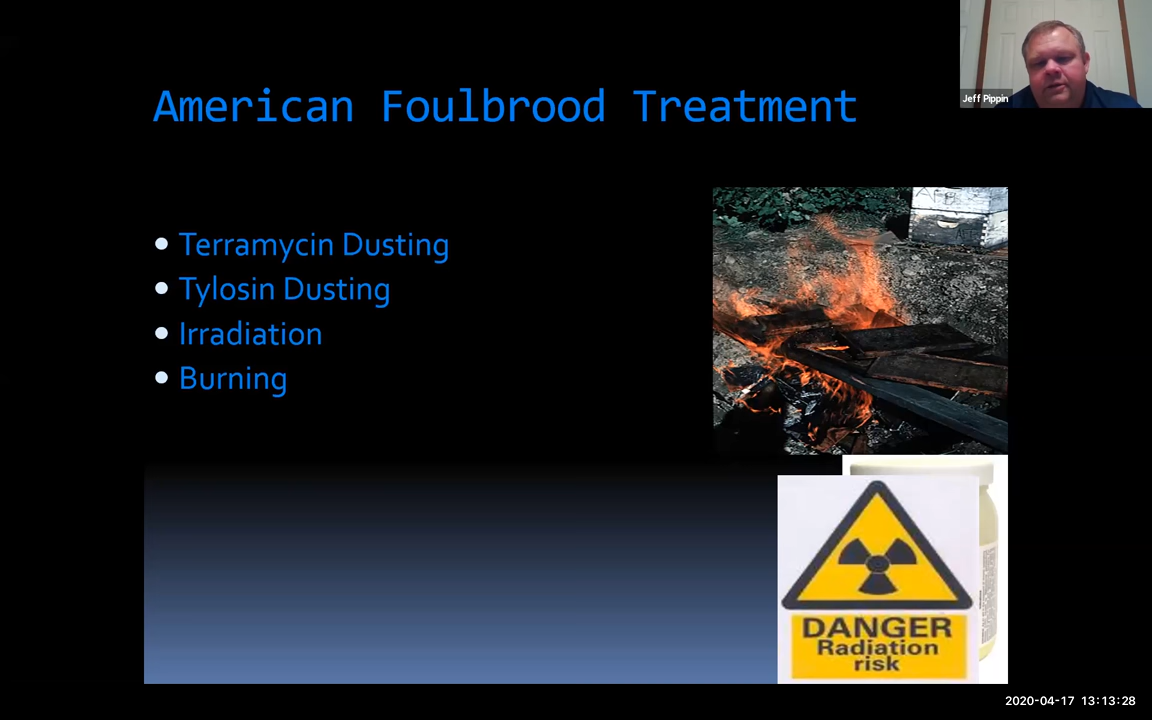 American Foulbrood Treatment
Jeff Pippin
Terramycin Dusting
Tylosin Dusting
Irradiation
Burning
DANGER
Radiation
risk
2020-04-17 13:13:28